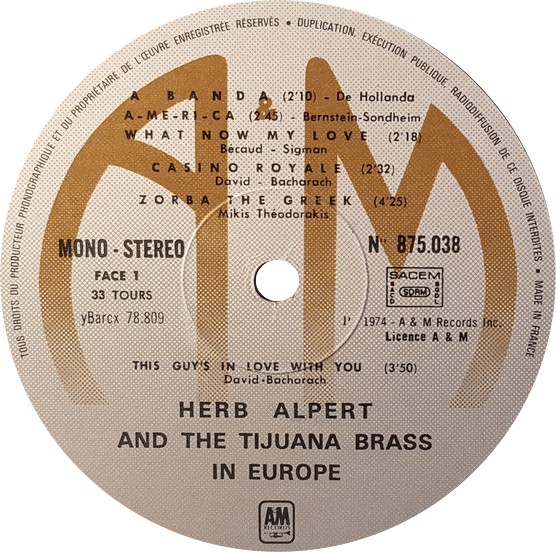 TOUS DROITS DU PRODUCTEUR PHONOGRAPHIQUE ET DU PROPRIÉTAIRE DE L'ŒUVRE ENREGISTRÉE RÉSERVÉS • DUPLICATION, EXÉCUTION PUBLIQUE, RADIODIFFUSION DE CE DISQUE INTERDITES • MADE IN FRANCE
A&M
A BANDA (2'10) - De Hollanda
A-ME-RI-CA (2'45) - Bernstein-Sondheim
WHAT NOW MY LOVE (2'18)
Bécaud - Sigman
CASINO ROYALE (2'32)
David - Bacharach
ZORBA THE GREEK (4'25)
Mikis Théodorakis
MONO - STEREO
FACE 1
33 TOURS
yBarcx 78.809
N° 875.038
SACEM
SACD
SDRM
SGDL
P 1974 - A & M Records Inc.
Licence A & M
THIS GUY'S IN LOVE WITH YOU (3'50)
David-Bacharach
HERB ALPERT
AND THE TIJUANA BRASS
IN EUROPE
AM
RECORDS